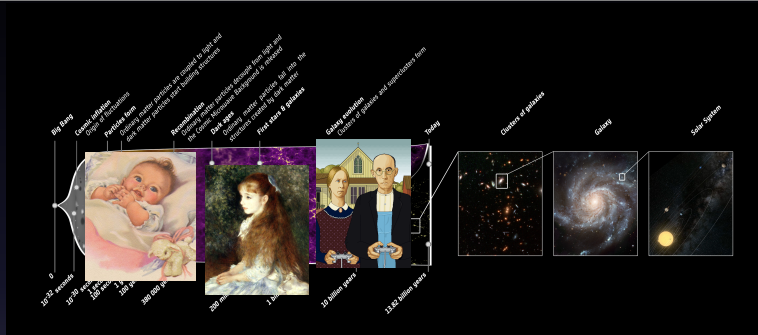 Big Bang
Cosmic inflation
Origin of fluctuations
Particles form
Ordinary matter particles are coupled to light and
dark matter particles start building structures
Recombination
Ordinary matter particles decouple from light and
the Cosmic Microwave Background is released
Dark ages
Ordinary matter particles fall into the
structures created by dark matter
First stars & galaxies
Galaxy evolution
Clusters of galaxies and superclusters form
Today
Clusters of galaxies
Galaxy
Solar System
0
10-32 seconds
100 sec
380 000
200
10 billion years
13.82 billion years